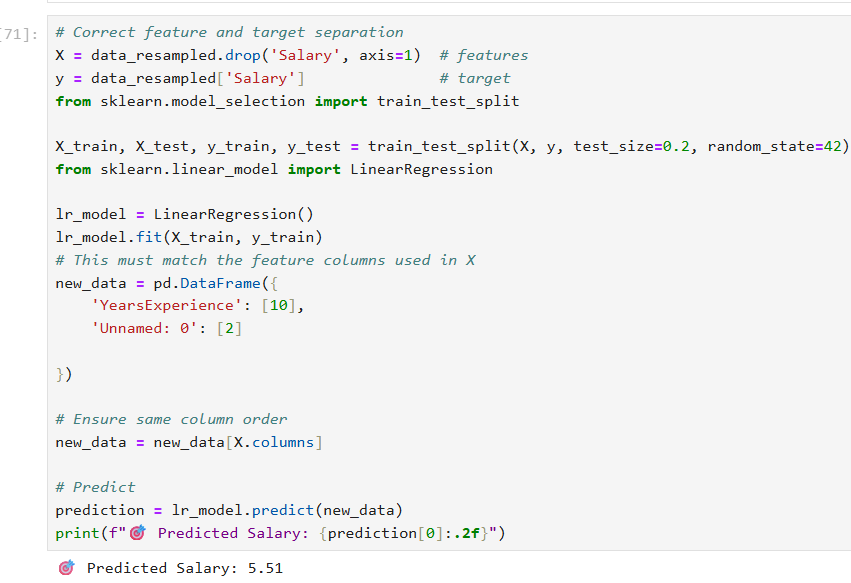 [71]:
# Correct feature and target separation
X = data_resampled.drop('Salary', axis=1)  # features
y = data_resampled['Salary']               # target
from sklearn.model_selection import train_test_split

X_train, X_test, y_train, y_test = train_test_split(X, y, test_size=0.2, random_state=42)
from sklearn.linear_model import LinearRegression

lr_model = LinearRegression()
lr_model.fit(X_train, y_train)
# This must match the feature columns used in X
new_data = pd.DataFrame({
    'YearsExperience': [10],
    'Unnamed: 0': [2]

})

# Ensure same column order
new_data = new_data[X.columns]

# Predict
prediction = lr_model.predict(new_data)
print(f"🎯 Predicted Salary: {prediction[0]:.2f}")
🎯 Predicted Salary: 5.51